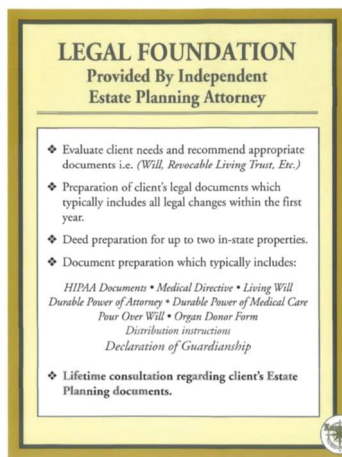 LEGAL FOUNDATION
Provided By Independent
Estate Planning Attorney
❖ Evaluate client needs and recommend appropriate
documents i.e. (Will, Revocable Living Trust, Etc.)
❖ Preparation of client's legal documents which
typically includes all legal changes within the first
year.
❖ Deed preparation for up to two in-state properties.
❖ Document preparation which typically includes:
HIPAA Documents • Medical Directive • Living Will
Durable Power of Attorney • Durable Power of Medical Care
Pour Over Will • Organ Donor Form
Distribution instructions
Declaration of Guardianship
❖ Lifetime consultation regarding client's Estate
Planning documents.